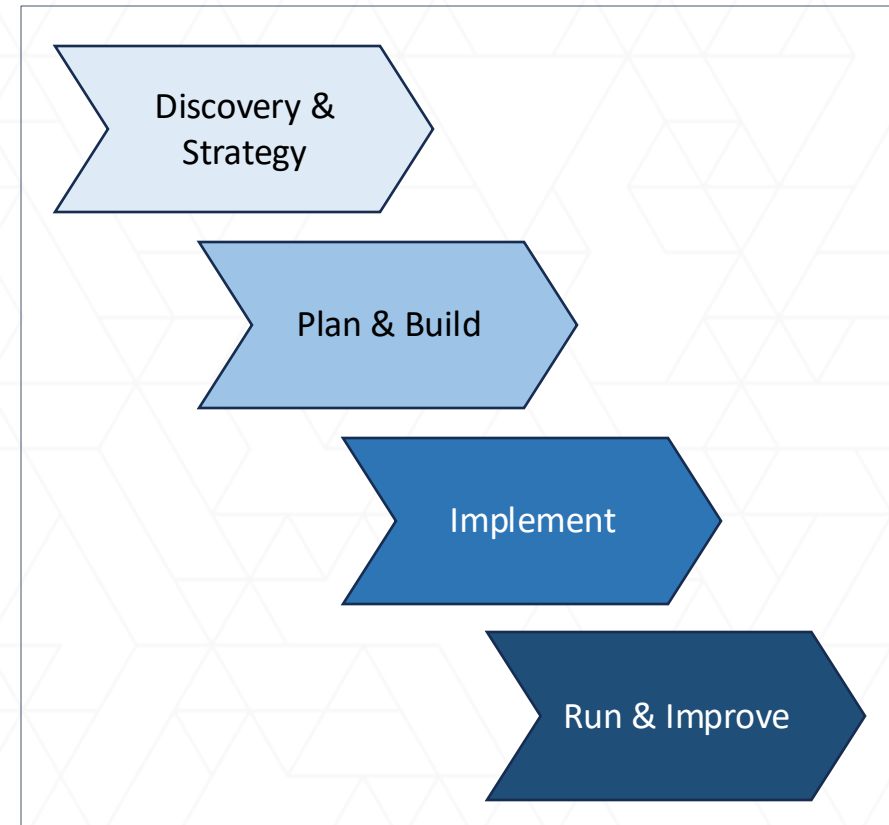 Discovery &
Strategy
Plan & Build
Implement
Run & Improve